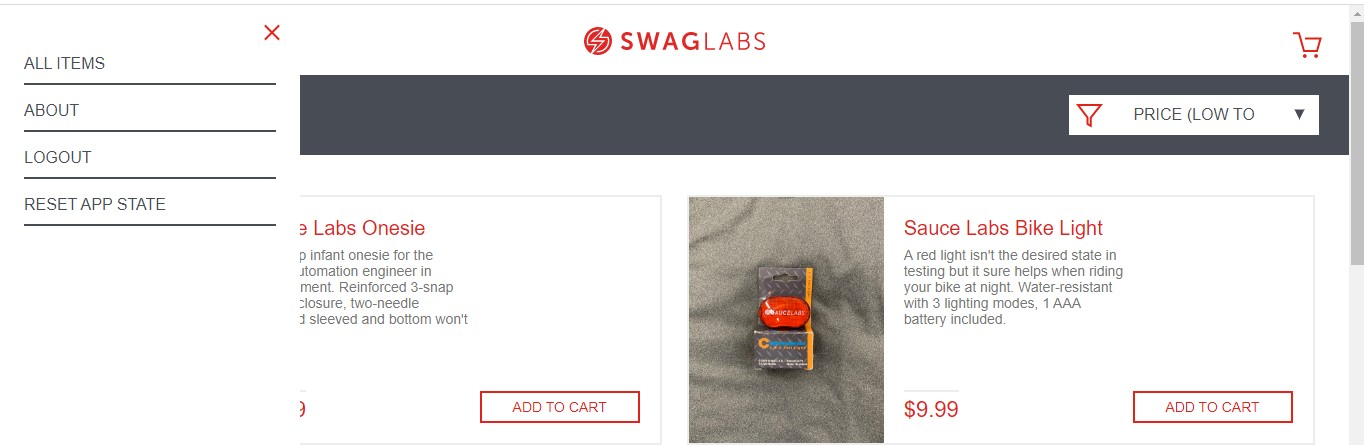 SWAGLABS
ALL ITEMS
ABOUT
LOGOUT
RESET APP STATE
PRICE (LOW TO
Labs Onesie
infant onesie for the
engineer in
Reinforced 3-snap
two-needle
sleeved and bottom won't
ADD TO CART
SAUCELABS
Sauce Labs Bike Light
A red light isn't the desired state in
testing but it sure helps when riding
your bike at night. Water-resistant
with 3 lighting modes, 1 AAA
battery included.
$9.99
ADD TO CART